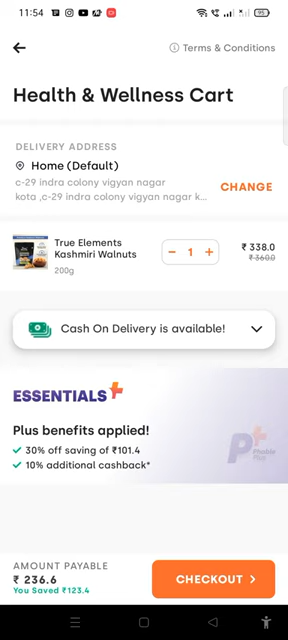 11:54
95
Terms & Conditions
Health & Wellness Cart
DELIVERY ADDRESS
Home (Default)
c-29 indra colony vigyan nagar
kota ,c-29 indra colony vigyan nagar k...
CHANGE
True Elements
Kashmiri Walnuts
200g
− 1 +
₹ 338.0
₹ 360.0
Cash On Delivery is available!
ESSENTIALS+
Plus benefits applied!
30% off saving of ₹101.4
10% additional cashback*
P+
Phable
Plus
AMOUNT PAYABLE
₹ 236.6
You Saved ₹123.4
CHECKOUT >